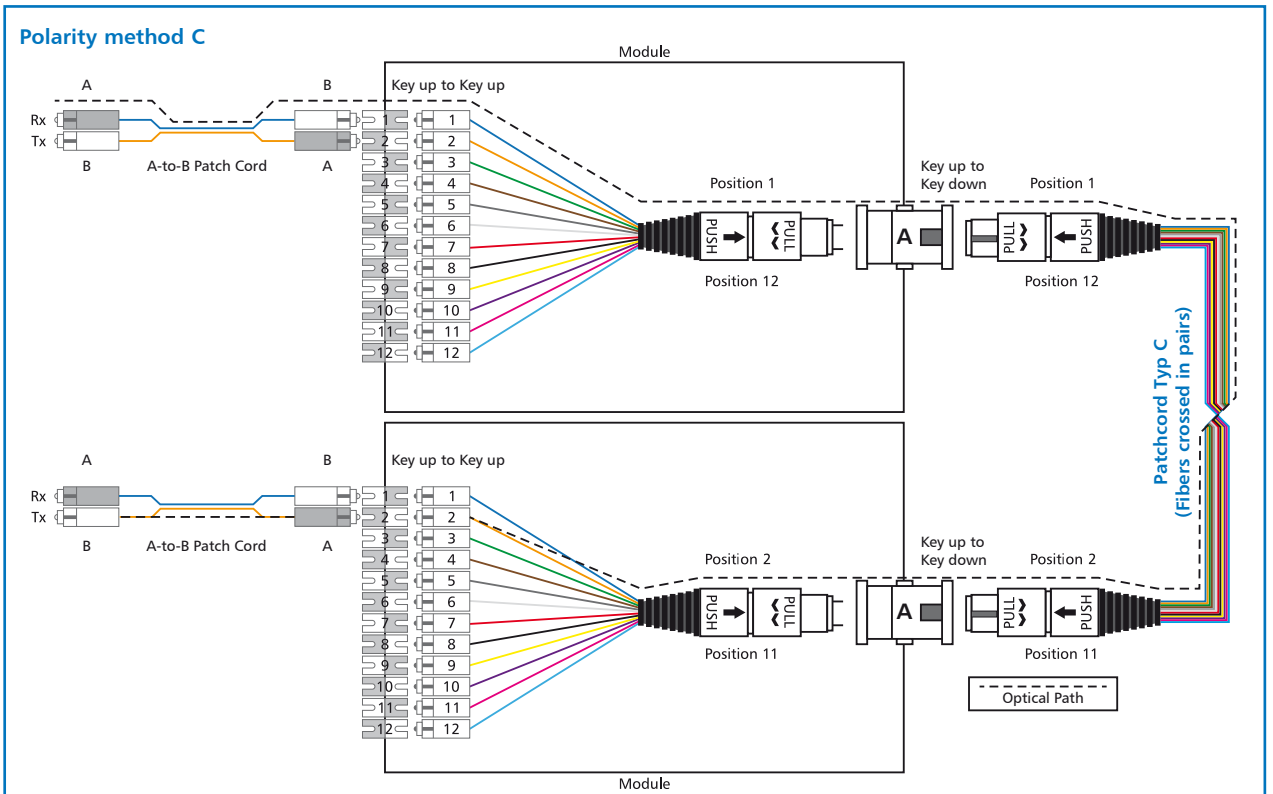 Polarity method C
Module
A
B
Key up to Key up
Rx
Tx
B
A-to-B Patch Cord
A
1 1
2 2
3 3
4 4
5 5
6 6
7 7
8 8
9 9
10 10
11 11
12 12
Position 1
Position 12
PUSH
PULL
Key up to
Key down
A
Position 1
Position 12
PULL
PUSH
Patchcord Typ C
(Fibers crossed in pairs)
A
B
Key up to Key up
Rx
Tx
B
A-to-B Patch Cord
A
1 1
2 2
3 3
4 4
5 5
6 6
7 7
8 8
9 9
10 10
11 11
12 12
Position 2
Position 11
PUSH
PULL
Key up to
Key down
A
Position 2
Position 11
PULL
PUSH
Optical Path
Module